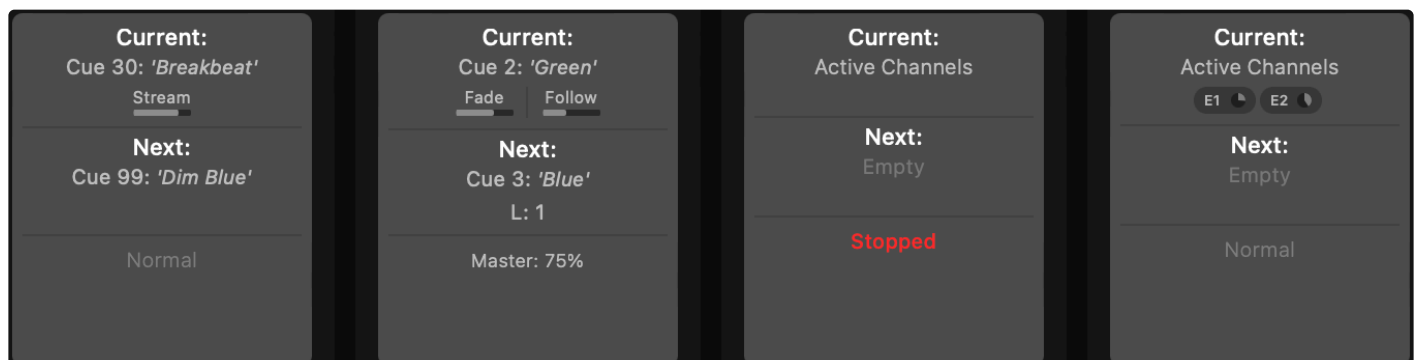 Current:
Cue 30: 'Breakbeat'
Stream
Next:
Cue 99: 'Dim Blue'
Normal
Current:
Cue 2: 'Green'
Fade Follow
Next:
Cue 3: 'Blue'
L: 1
Master: 75%
Current:
Active Channels
Next:
Empty
Stopped
Current:
Active Channels
E1 E2
Next:
Empty
Normal